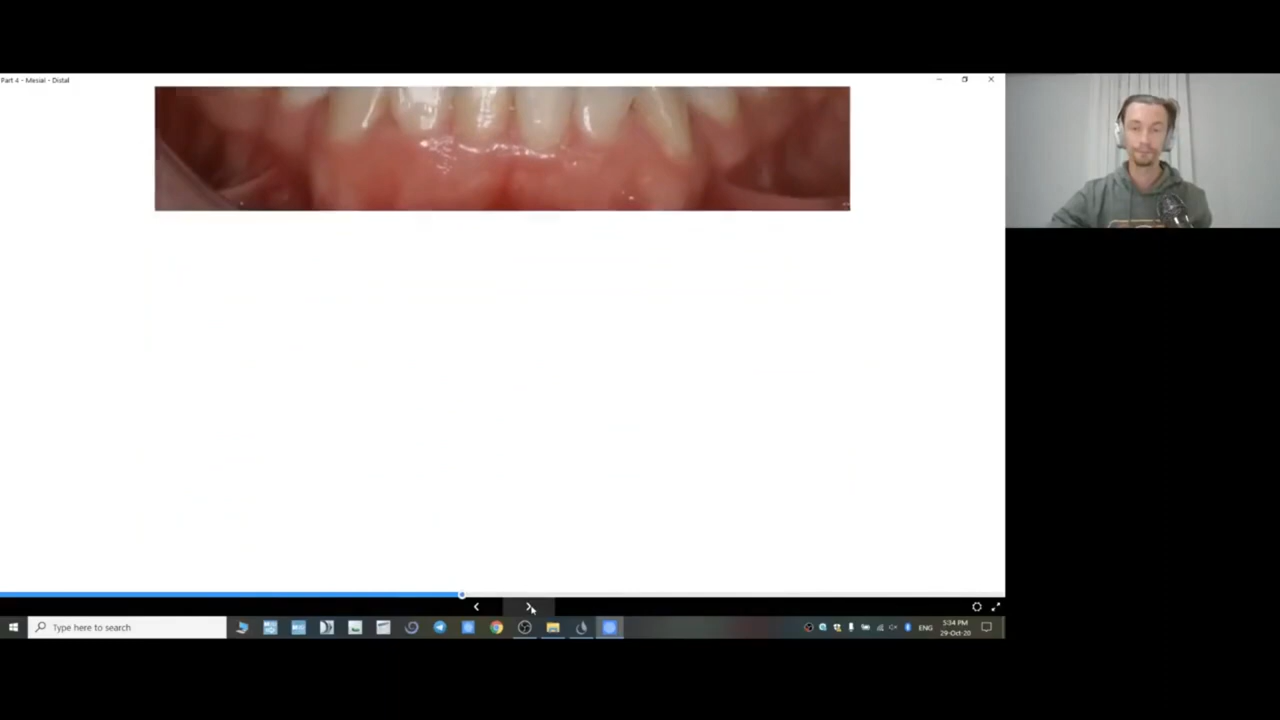 Part 4 - Mesial - Distal
Type here to search
ENG
5:34 PM
29-Oct-20